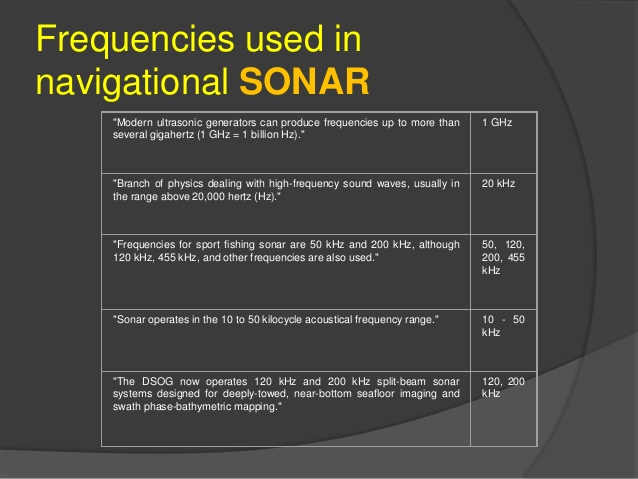 Frequencies used in
navigational SONAR
"Modern ultrasonic generators can produce frequencies up to more than
several gigahertz (1 GHz = 1 billion Hz)."
1 GHz
"Branch of physics dealing with high-frequency sound waves, usually in
the range above 20,000 hertz (Hz)."
20 kHz
"Frequencies for sport fishing sonar are 50 kHz and 200 kHz, although
120 kHz, 455 kHz, and other frequencies are also used."
50, 120,
200, 455
kHz
"Sonar operates in the 10 to 50 kilocycle acoustical frequency range."
10 - 50
kHz
"The DSOG now operates 120 kHz and 200 kHz split-beam sonar
systems designed for deeply-towed, near-bottom seafloor imaging and
swath phase-bathymetric mapping."
120, 200
kHz